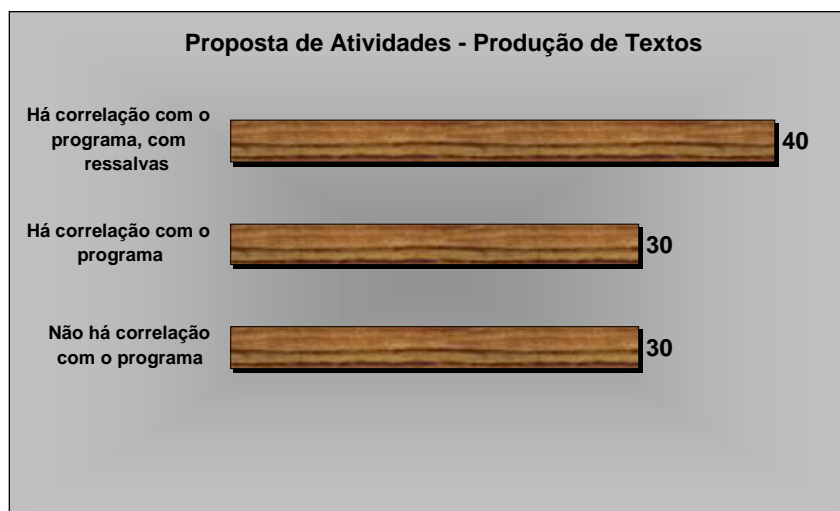 Proposta de Atividades - Produção de Textos
Há correlação com o
programa, com
ressalvas
40
Há correlação com o
programa
30
Não há correlação
com o programa
30